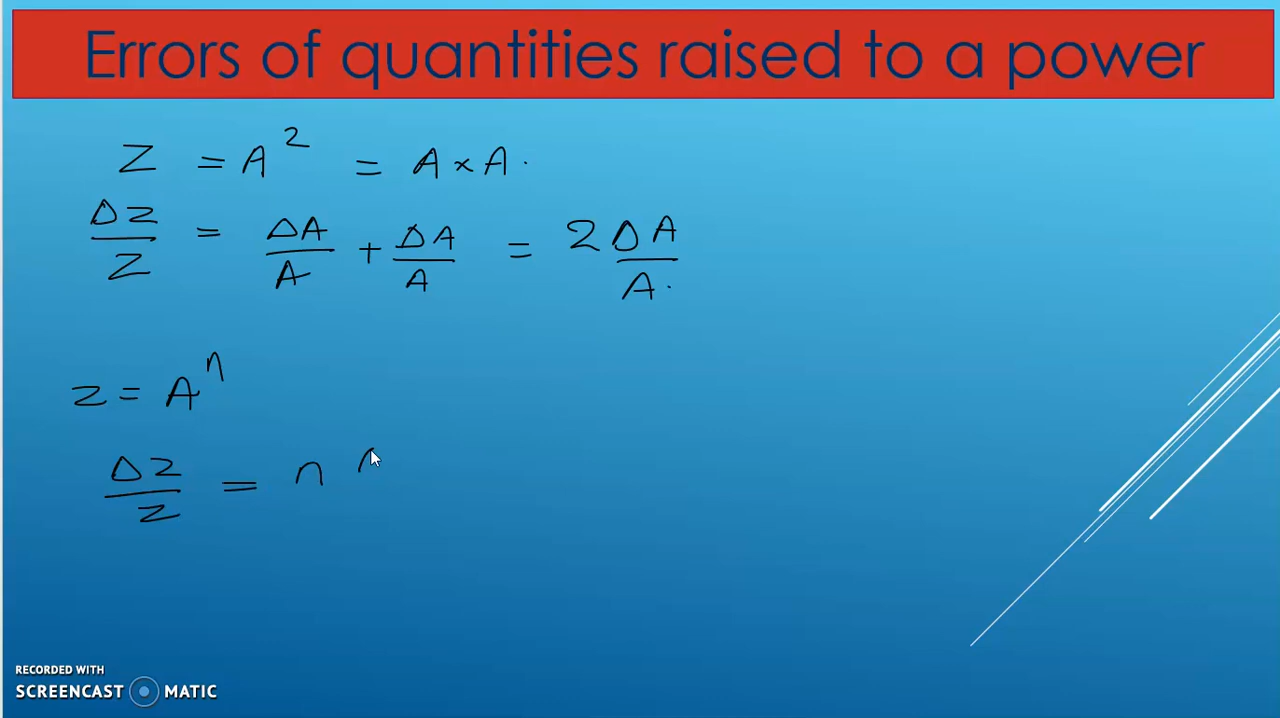 Errors of quantities raised to a power
Z = A² = A × A.
ΔZ/Z = ΔA/A + ΔA/A = 2 ΔA/A.
Z = Aⁿ
ΔZ/Z = n
RECORDED WITH
SCREENCAST MATIC